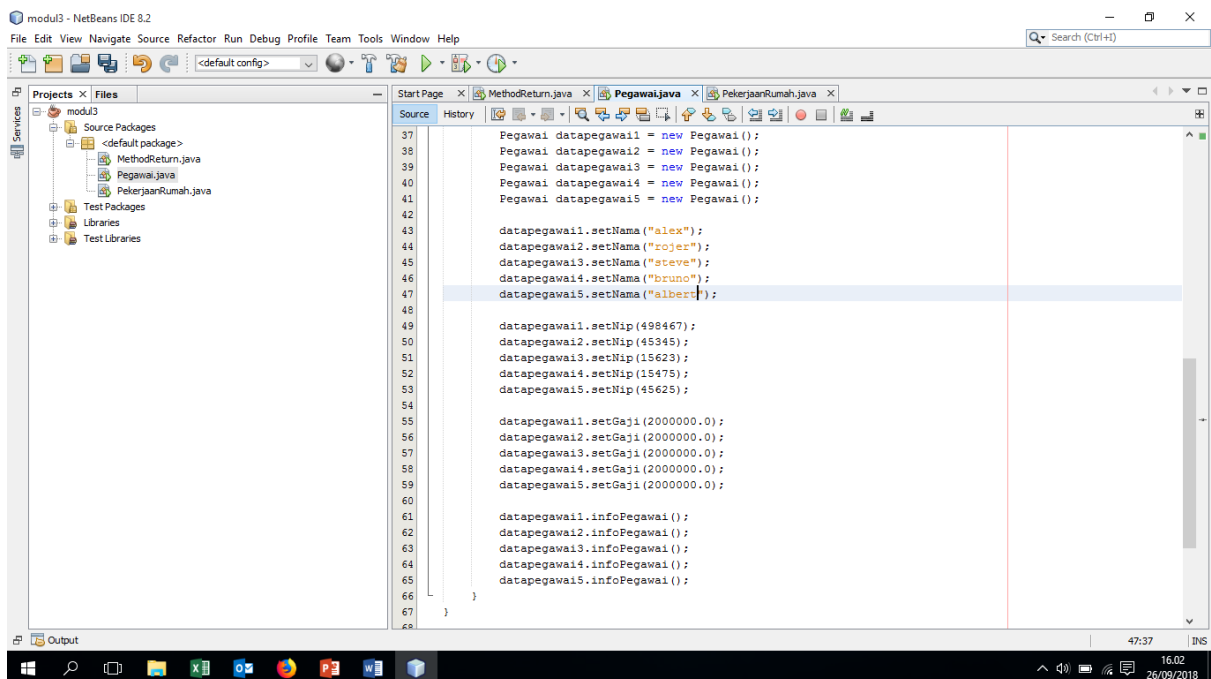 modul3 - NetBeans IDE 8.2
File Edit View Navigate Source Refactor Run Debug Profile Team Tools Window Help
Search (Ctrl+I)
<default config>
Projects Files
Services
modul3
Source Packages
<default package>
MethodReturn.java
Pegawai.java
PekerjaanRumah.java
Test Packages
Libraries
Test Libraries
Start Page MethodReturn.java Pegawai.java PekerjaanRumah.java
Source History
37 Pegawai datapegawai1 = new Pegawai();
38 Pegawai datapegawai2 = new Pegawai();
39 Pegawai datapegawai3 = new Pegawai();
40 Pegawai datapegawai4 = new Pegawai();
41 Pegawai datapegawai5 = new Pegawai();
42
43 datapegawai1.setNama("alex");
44 datapegawai2.setNama("rojer");
45 datapegawai3.setNama("steve");
46 datapegawai4.setNama("bruno");
47 datapegawai5.setNama("albert");
48
49 datapegawai1.setNip(498467);
50 datapegawai2.setNip(45345);
51 datapegawai3.setNip(15623);
52 datapegawai4.setNip(15475);
53 datapegawai5.setNip(45625);
54
55 datapegawai1.setGaji(2000000.0);
56 datapegawai2.setGaji(2000000.0);
57 datapegawai3.setGaji(2000000.0);
58 datapegawai4.setGaji(2000000.0);
59 datapegawai5.setGaji(2000000.0);
60
61 datapegawai1.infoPegawai();
62 datapegawai2.infoPegawai();
63 datapegawai3.infoPegawai();
64 datapegawai4.infoPegawai();
65 datapegawai5.infoPegawai();
66 }
67 }
68
Output
47:37 INS
16.02
26/09/2018